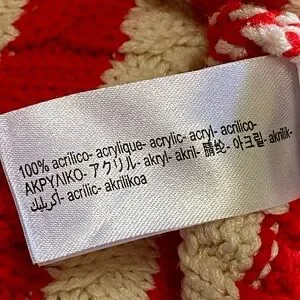 100% acrílico- acrylique- acrylic- acryl- acrilico-
ΑΚΡΥΛΙΚΟ- アクリル- akryl- akril- 腈纶- 아크릴- akrilik-
أكريليك- acrilic- akrilikoa